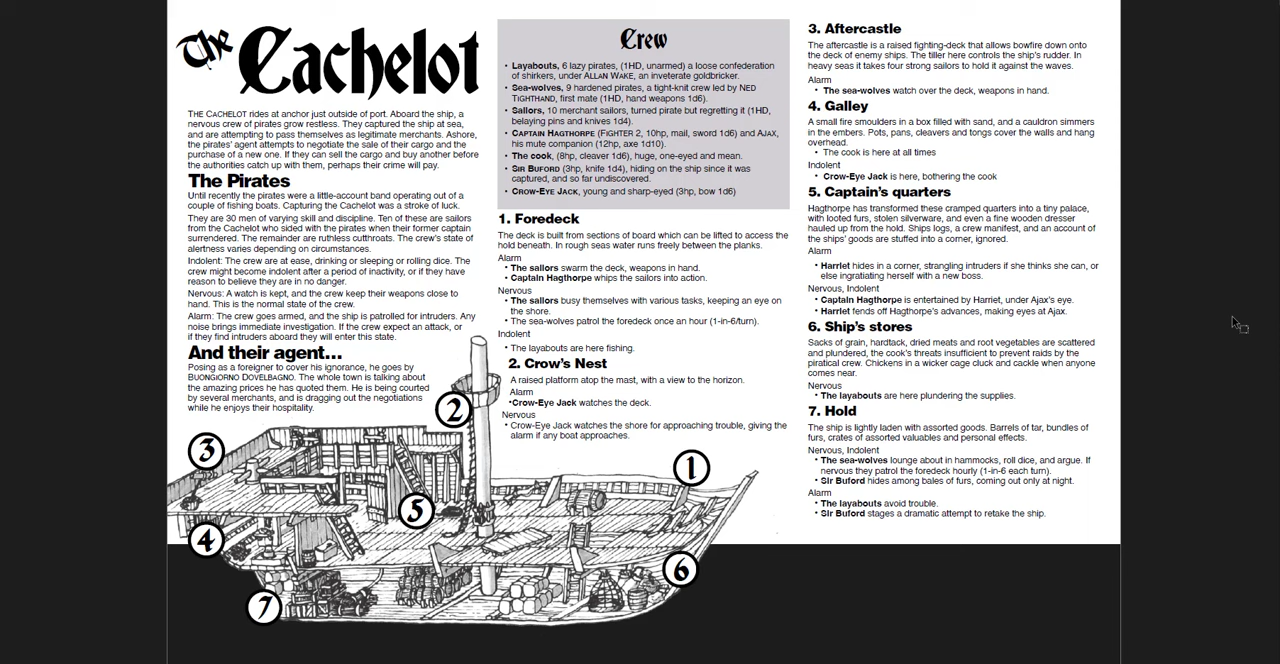 The Cachelot
THE CACHELOT rides at anchor just outside of port. Aboard the ship, a
nervous crew of pirates grow restless. They captured the ship at sea,
and are attempting to pass themselves as legitimate merchants. Ashore,
the pirates' agent attempts to negotiate the sale of their cargo and the
purchase of a new one. If they can sell the cargo and buy another before
the authorities catch up with them, perhaps their crime will pay.
The Pirates
Until recently the pirates were a little-account band operating out of a
couple of fishing boats. Capturing the Cachelot was a stroke of luck.
They are 30 men of varying skill and discipline. Ten of these are sailors
from the Cachelot who sided with the pirates when their former captain
surrendered. The remainder are ruthless cutthroats. The crew's state of
alertness varies depending on circumstances.
Indolent: The crew are at ease, drinking or sleeping or rolling dice. The
crew might become indolent after a period of inactivity, or if they have
reason to believe they are in no danger.
Nervous: A watch is kept, and the crew keep their weapons close to
hand. This is the normal state of the crew.
Alarm: The crew goes armed, and the ship is patrolled for intruders. Any
noise brings immediate investigation. If the crew expect an attack, or
if they find intruders aboard they will enter this state.
And their agent...
Posing as a foreigner to cover his ignorance, he goes by
BUONGIORNO DOVELBAGNO. The whole town is talking about
the amazing prices he has quoted them. He is being courted
by several merchants, and is dragging out the negotiations
while he enjoys their hospitality.
Crew
• Layabouts, 6 lazy pirates, (1HD, unarmed) a loose confederation
of shirkers, under ALLAN WAKE, an inveterate goldbricker.
• Sea-wolves, 9 hardened pirates, a tight-knit crew led by NED
TIGHTHAND, first mate (1HD, hand weapons 1d6).
• Sailors, 10 merchant sailors, turned pirate but regretting it (1HD,
belaying pins and knives 1d4).
• CAPTAIN HAGTHORPE (FIGHTER 2, 10hp, mail, sword 1d6) and AJAX,
his mute companion (12hp, axe 1d10).
• The cook, (8hp, cleaver 1d6), huge, one-eyed and mean.
• SIR BUFORD (3hp, knife 1d4), hiding on the ship since it was
captured, and so far undiscovered.
• CROW-EYE JACK, young and sharp-eyed (3hp, bow 1d6)
1. Foredeck
The deck is built from sections of board which can be lifted to access the
hold beneath. In rough seas water runs freely between the planks.
Alarm
• The sailors swarm the deck, weapons in hand.
• Captain Hagthorpe whips the sailors into action.
Nervous
• The sailors busy themselves with various tasks, keeping an eye on
the shore.
• The sea-wolves patrol the foredeck once an hour (1-in-6/turn).
Indolent
• The layabouts are here fishing.
2. Crow's Nest
A raised platform atop the mast, with a view to the horizon.
Alarm
•Crow-Eye Jack watches the deck.
Nervous
• Crow-Eye Jack watches the shore for approaching trouble, giving the
alarm if any boat approaches.
3. Aftercastle
The aftercastle is a raised fighting-deck that allows bowfire down onto
the deck of enemy ships. The tiller here controls the ship's rudder. In
heavy seas it takes four strong sailors to hold it against the waves.
Alarm
• The sea-wolves watch over the deck, weapons in hand.
4. Galley
A small fire smoulders in a box filled with sand, and a cauldron simmers
in the embers. Pots, pans, cleavers and tongs cover the walls and hang
overhead.
• The cook is here at all times
Indolent
• Crow-Eye Jack is here, bothering the cook
5. Captain's quarters
Hagthorpe has transformed these cramped quarters into a tiny palace,
with looted furs, stolen silverware, and even a fine wooden dresser
hauled up from the hold. Ships logs, a crew manifest, and an account of
the ships' goods are stuffed into a corner, ignored.
Alarm
• Harriet hides in a corner, strangling intruders if she thinks she can, or
else ingratiating herself with a new boss.
Nervous, Indolent
• Captain Hagthorpe is entertained by Harriet, under Ajax's eye.
• Harriet fends off Hagthorpe's advances, making eyes at Ajax.
6. Ship's stores
Sacks of grain, hardtack, dried meats and root vegetables are scattered
and plundered, the cook's threats insufficient to prevent raids by the
piratical crew. Chickens in a wicker cage cluck and cackle when anyone
comes near.
Nervous
• The layabouts are here plundering the supplies.
7. Hold
The ship is lightly laden with assorted goods. Barrels of tar, bundles of
furs, crates of assorted valuables and personal effects.
Nervous, Indolent
• The sea-wolves lounge about in hammocks, roll dice, and argue. If
nervous they patrol the foredeck hourly (1-in-6 each turn).
• Sir Buford hides among bales of furs, coming out only at night.
Alarm
• The layabouts avoid trouble.
• Sir Buford stages a dramatic attempt to retake the ship.
2
3
1
5
4
6
7